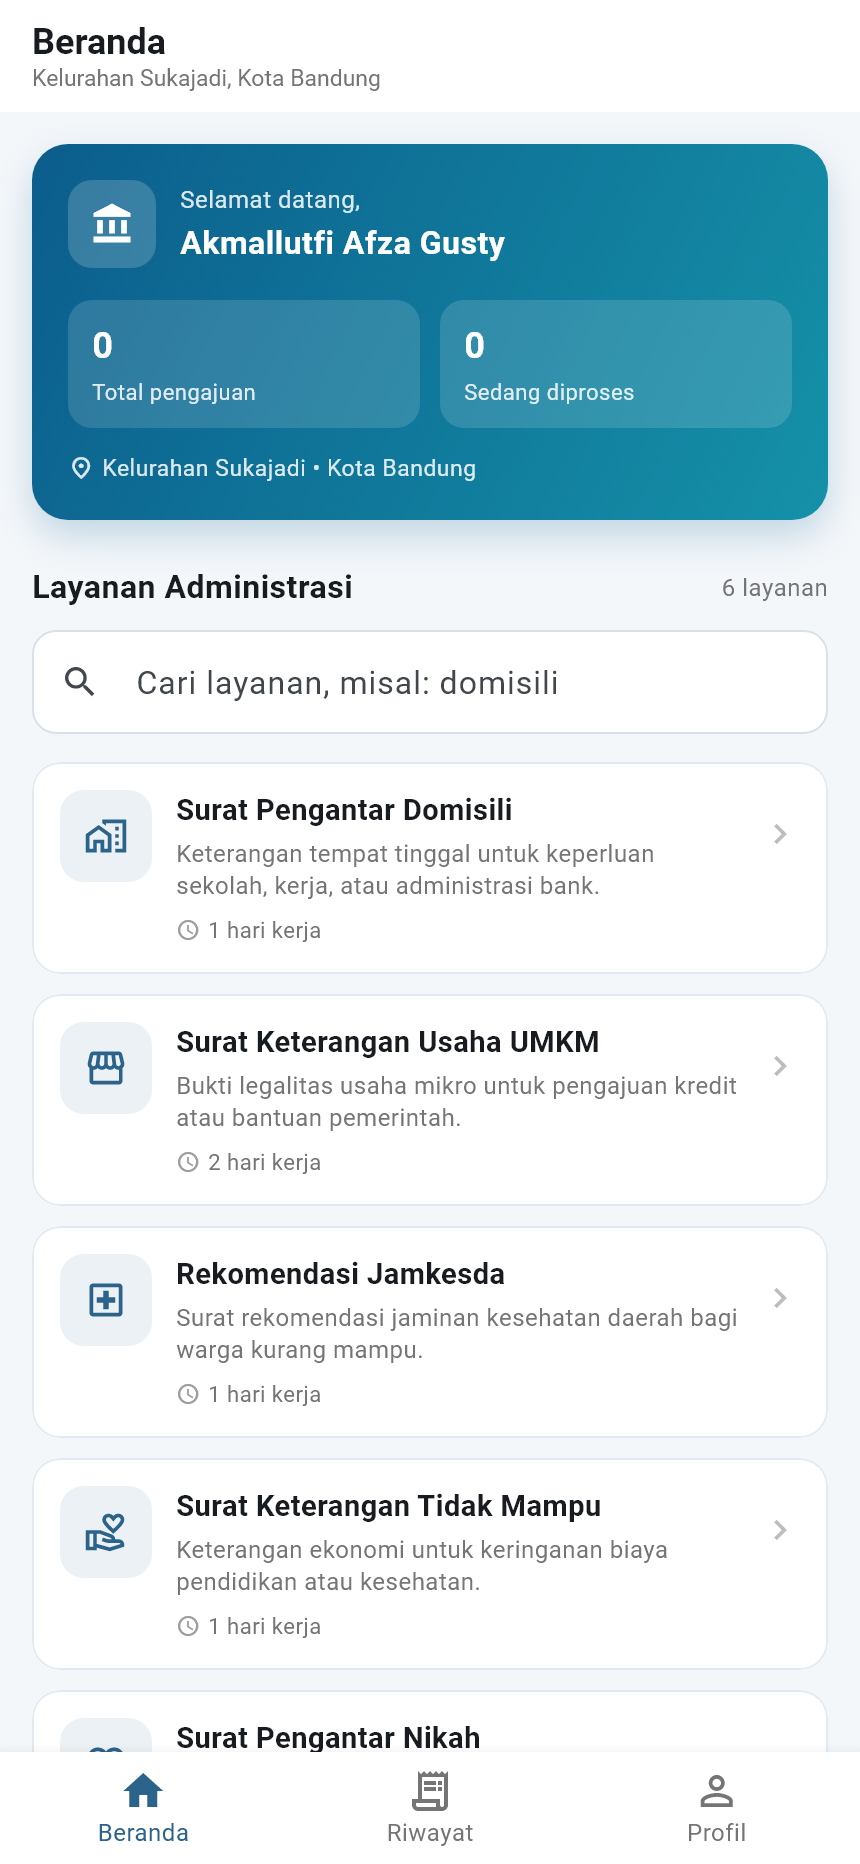 Beranda
Kelurahan Sukajadi, Kota Bandung
Selamat datang,
Akmallutfi Afza Gusty
0
Total pengajuan
0
Sedang diproses
Kelurahan Sukajadi • Kota Bandung
Layanan Administrasi
6 layanan
Cari layanan, misal: domisili
Surat Pengantar Domisili
Keterangan tempat tinggal untuk keperluan
sekolah, kerja, atau administrasi bank.
1 hari kerja
Surat Keterangan Usaha UMKM
Bukti legalitas usaha mikro untuk pengajuan kredit
atau bantuan pemerintah.
2 hari kerja
Rekomendasi Jamkesda
Surat rekomendasi jaminan kesehatan daerah bagi
warga kurang mampu.
1 hari kerja
Surat Keterangan Tidak Mampu
Keterangan ekonomi untuk keringanan biaya
pendidikan atau kesehatan.
1 hari kerja
Surat Pengantar Nikah
Beranda
Riwayat
Profil